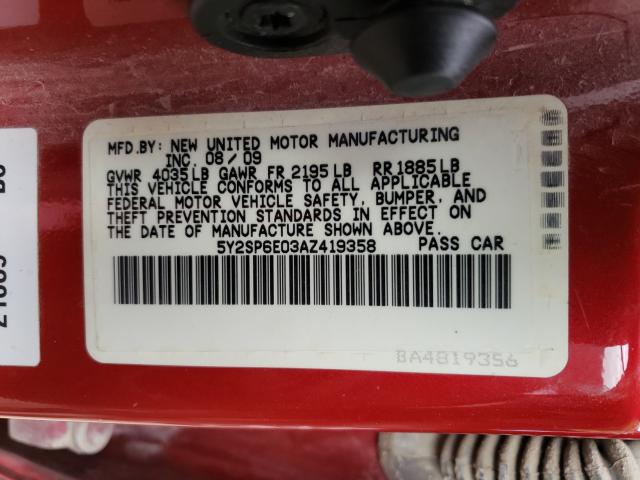 MFD.BY: NEW UNITED MOTOR MANUFACTURING
INC. 08/09
GVWR 4035LB GAWR FR 2195LB RR 1885LB
THIS VEHICLE CONFORMS TO ALL APPLICABLE
FEDERAL MOTOR VEHICLE SAFETY, BUMPER, AND
THEFT PREVENTION STANDARDS IN EFFECT ON
THE DATE OF MANUFACTURE SHOWN ABOVE.
5Y2SP6E03AZ419358 PASS CAR
BA4819356